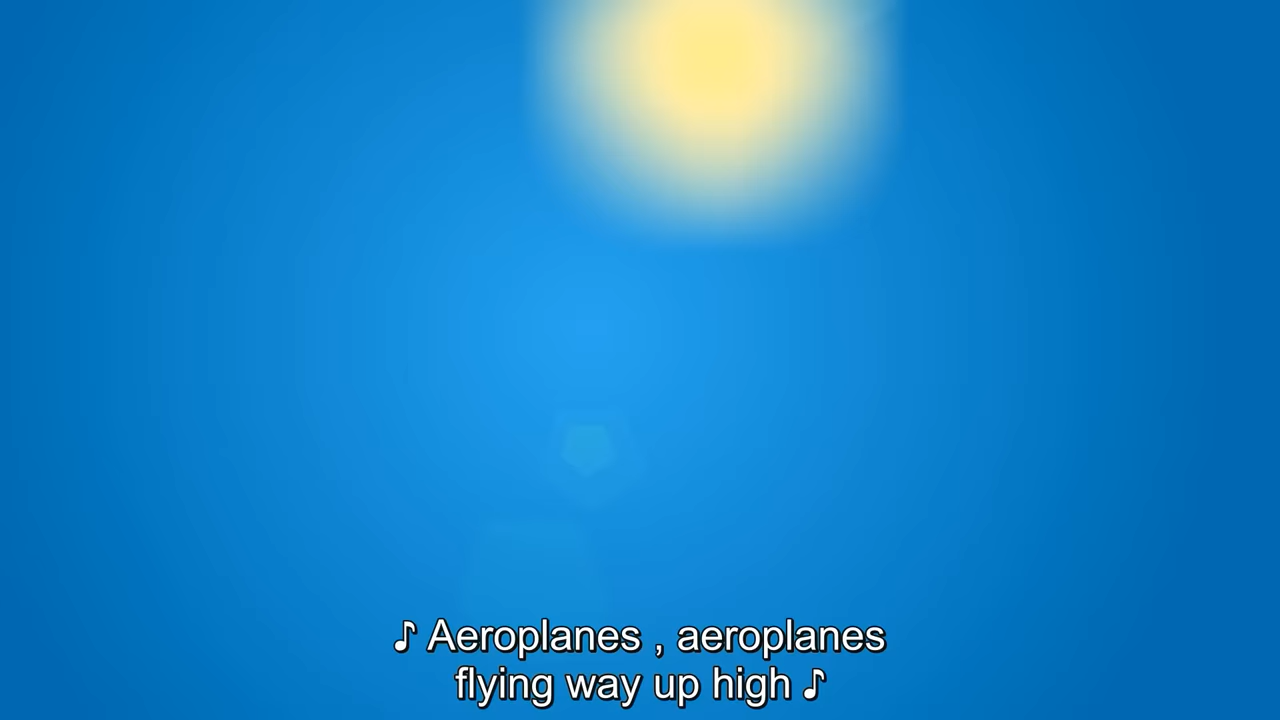 ♪ Aeroplanes , aeroplanes
flying way up high ♪